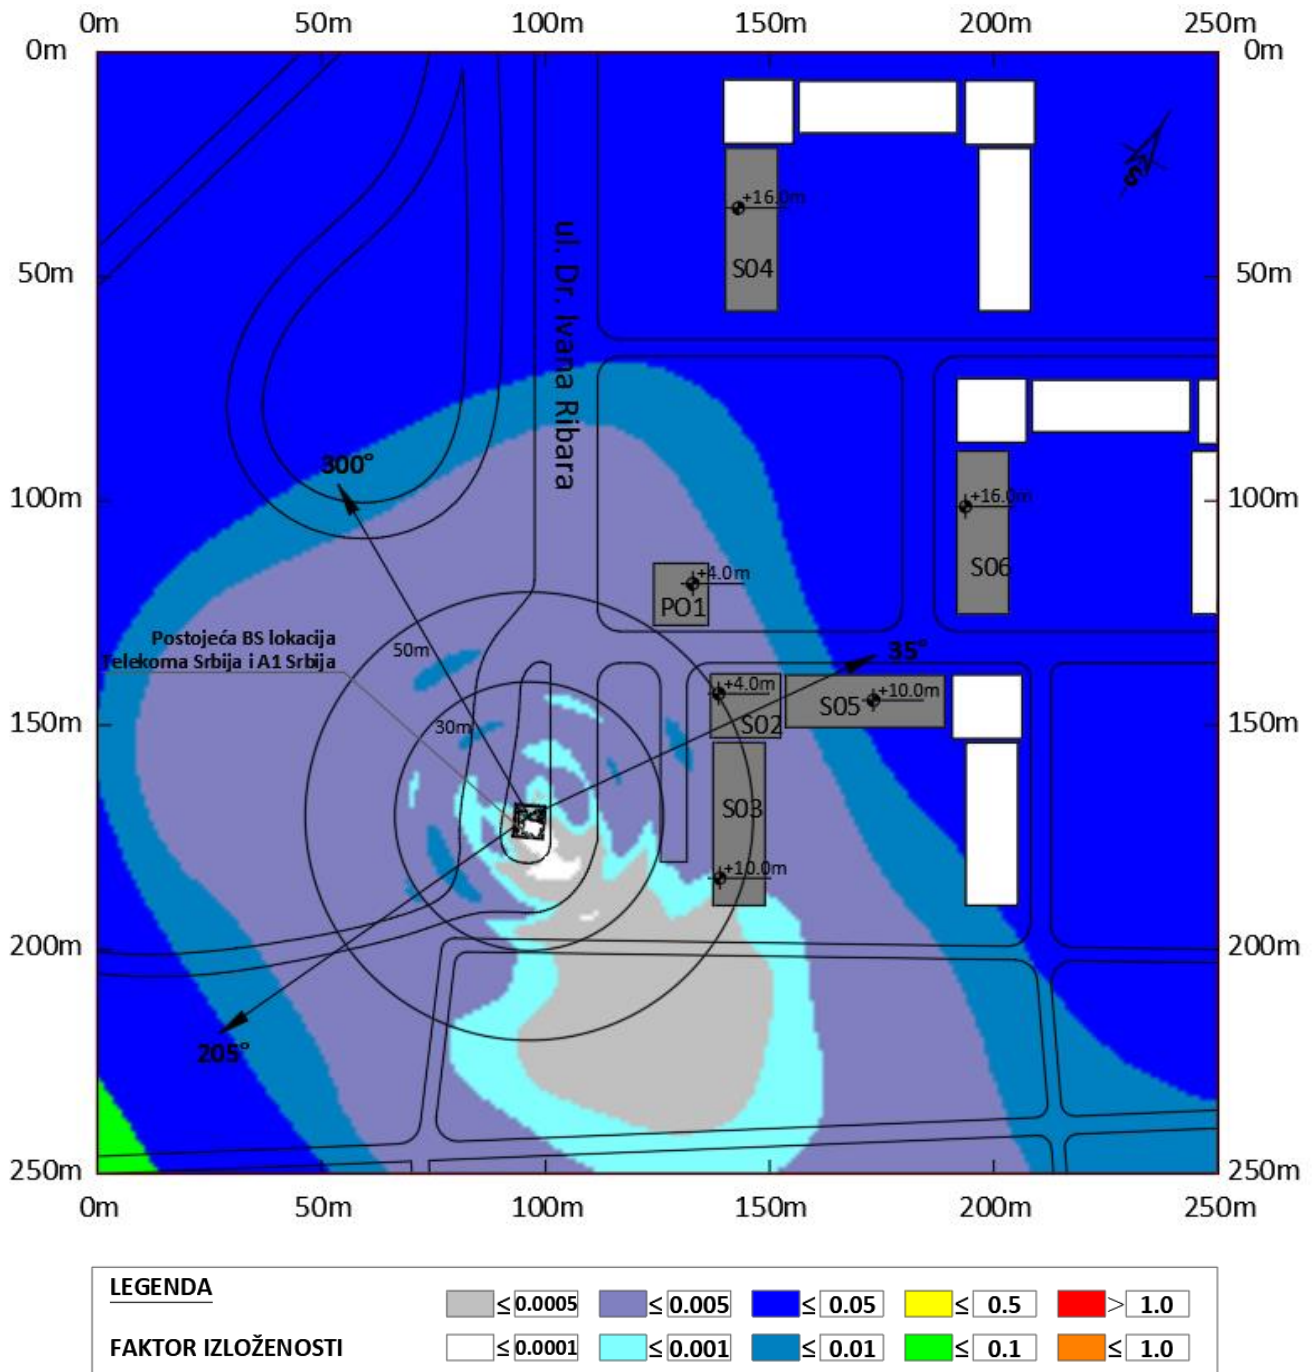 0m 50m 100m 150m 200m 250m
0m 0m
+16.0m
S04
ul. Dr. Ivana Ribara
50m 50m
300°
100m 100m
+16.0m
S06
+4.0m
PO1
Postojeća BS lokacija
Telekoma Srbija i A1 Srbija
50m
35°
+4.0m
+10.0m
S05
S02
150m 150m
30m
S03
+10.0m
200m 200m
205°
250m 250m
0m 50m 100m 150m 200m 250m
LEGENDA
≤ 0.0005 ≤ 0.005 ≤ 0.05 ≤ 0.5 > 1.0
FAKTOR IZLOŽENOSTI ≤ 0.0001 ≤ 0.001 ≤ 0.01 ≤ 0.1 ≤ 1.0